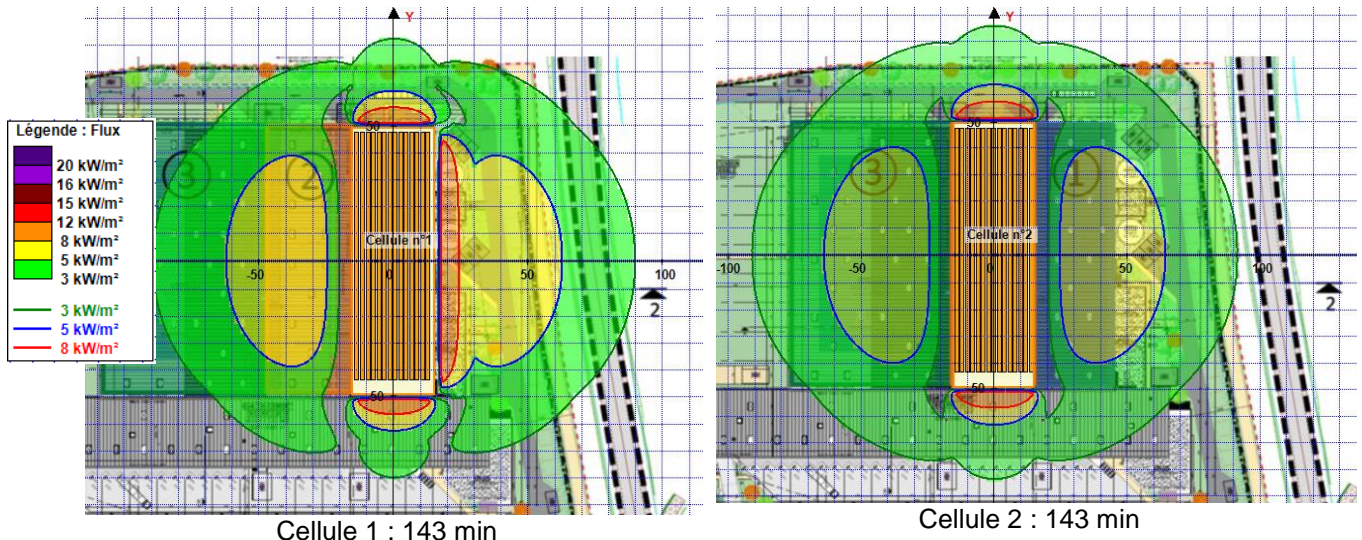 Y
Légende : Flux
20 kW/m²
16 kW/m²
15 kW/m²
12 kW/m²
8 kW/m²
5 kW/m²
3 kW/m²
3 kW/m²
5 kW/m²
8 kW/m²
50
3
2
Cellule n°1
-50
0
50
100
2
50
Cellule 1 : 143 min
Y
50
3
1
Cellule n°2
-100
-50
0
50
100
2
50
Cellule 2 : 143 min